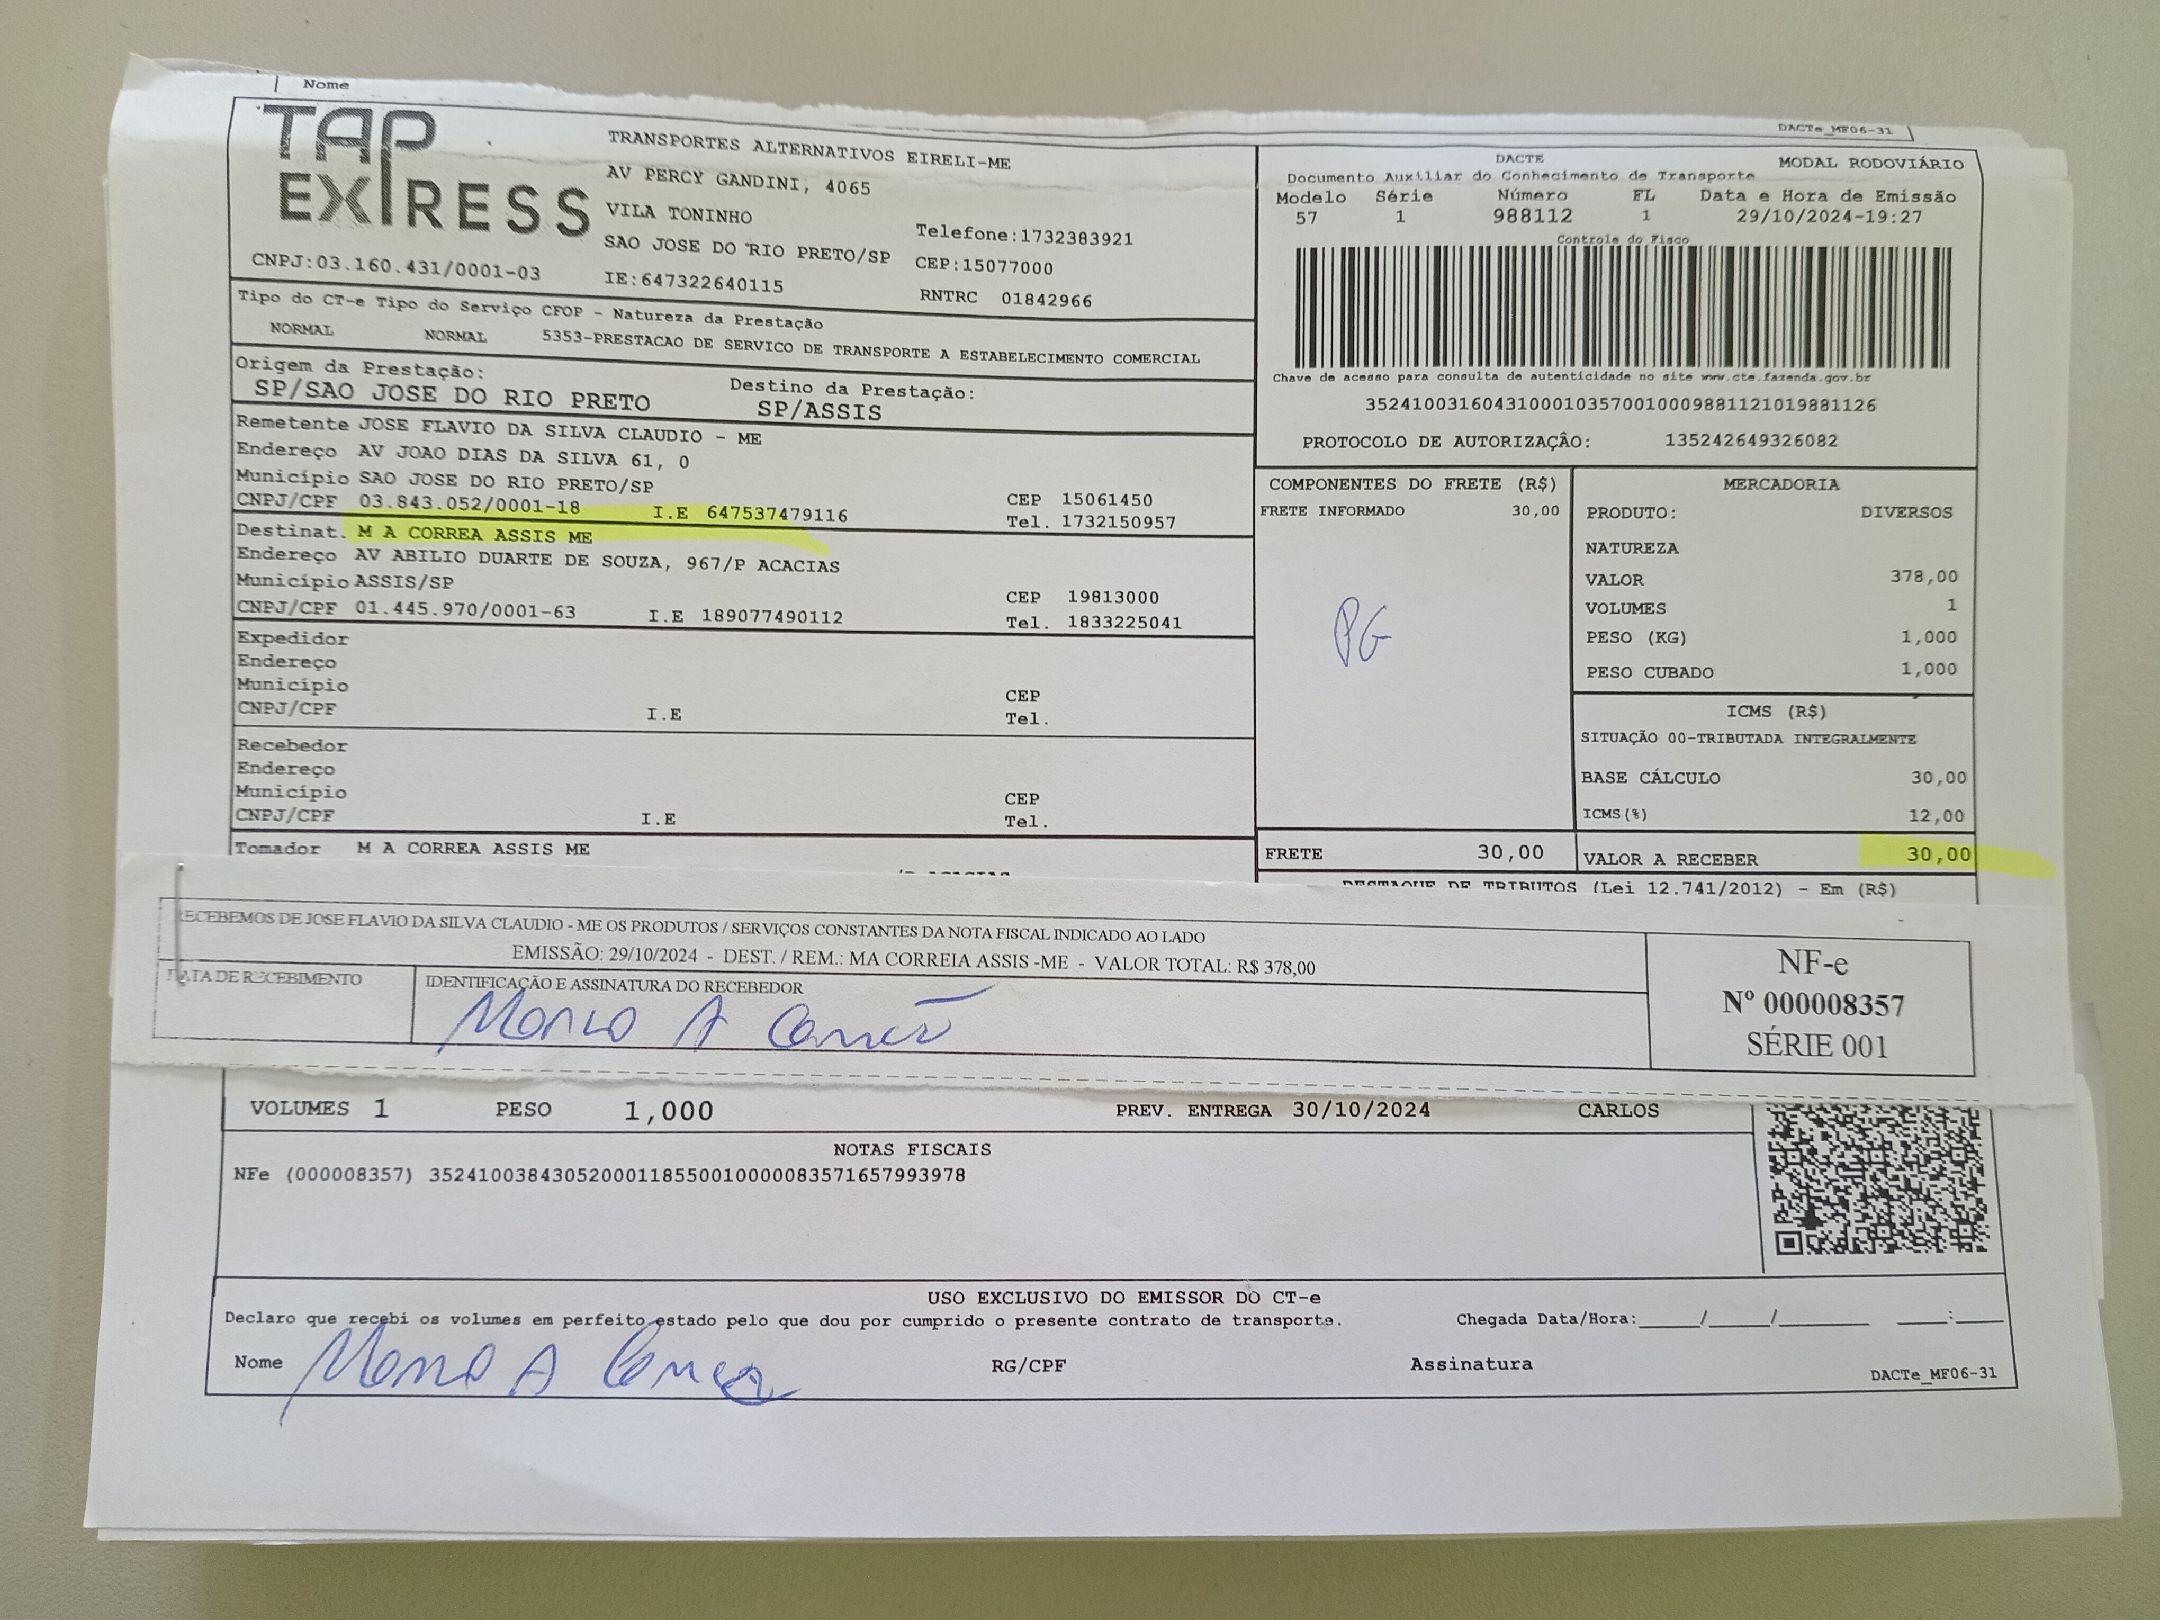 Nome
DACTe_MF06-31
TAP EXPRESS
TRANSPORTES ALTERNATIVOS EIRELI-ME
AV PERCY GANDINI, 4065
VILA TONINHO
Telefone:1732383921
SAO JOSE DO RIO PRETO/SP CEP:15077000
CNPJ:03.160.431/0001-03 IE:647322640115 RNTRC 01842966
DACTE MODAL RODOVIÁRIO
Documento Auxiliar do Conhecimento de Transporte
Modelo Série Número FL Data e Hora de Emissão
57 1 988112 1 29/10/2024-19:27
Controle do Fisco
Chave de acesso para consulta de autenticidade no site www.cte.fazenda.gov.br
35241003160431000103570010009881121019881126
PROTOCOLO DE AUTORIZAÇÃO: 135242649326082
Tipo do CT-e Tipo do Serviço CFOP - Natureza da Prestação
NORMAL NORMAL 5353-PRESTACAO DE SERVICO DE TRANSPORTE A ESTABELECIMENTO COMERCIAL
Origem da Prestação: Destino da Prestação:
SP/SAO JOSE DO RIO PRETO SP/ASSIS
Remetente JOSE FLAVIO DA SILVA CLAUDIO - ME
Endereço AV JOAO DIAS DA SILVA 61, 0
Município SAO JOSE DO RIO PRETO/SP CEP 15061450
CNPJ/CPF 03.843.052/0001-18 I.E 647537479116 Tel. 1732150957
Destinat. M A CORREA ASSIS ME
Endereço AV ABILIO DUARTE DE SOUZA, 967/P ACACIAS
Município ASSIS/SP CEP 19813000
CNPJ/CPF 01.445.970/0001-63 I.E 189077490112 Tel. 1833225041
Expedidor
Endereço
Município CEP
CNPJ/CPF I.E Tel.
Recebedor
Endereço
Município CEP
CNPJ/CPF I.E Tel.
Tomador M A CORREA ASSIS ME
COMPONENTES DO FRETE (R$)
FRETE INFORMADO 30,00
PG
FRETE 30,00
MERCADORIA
PRODUTO: DIVERSOS
NATUREZA
VALOR 378,00
VOLUMES 1
PESO (KG) 1,000
PESO CUBADO 1,000
ICMS (R$)
SITUAÇÃO 00-TRIBUTADA INTEGRALMENTE
BASE CÁLCULO 30,00
ICMS(%) 12,00
VALOR A RECEBER 30,00
DESTAQUE DE TRIBUTOS (Lei 12.741/2012) - Em (R$)
RECEBEMOS DE JOSE FLAVIO DA SILVA CLAUDIO - ME OS PRODUTOS / SERVIÇOS CONSTANTES DA NOTA FISCAL INDICADO AO LADO
EMISSÃO: 29/10/2024 - DEST. / REM.: MA CORREIA ASSIS -ME - VALOR TOTAL: R$ 378,00
DATA DE RECEBIMENTO IDENTIFICAÇÃO E ASSINATURA DO RECEBEDOR
NF-e
Nº 000008357
SÉRIE 001
VOLUMES 1 PESO 1,000 PREV. ENTREGA 30/10/2024 CARLOS
NOTAS FISCAIS
NFe (000008357) 35241003843052000118550010000083571657993978
USO EXCLUSIVO DO EMISSOR DO CT-e
Declaro que recebi os volumes em perfeito estado pelo que dou por cumprido o presente contrato de transporte. Chegada Data/Hora:_____/_____/________ ____:____
Nome RG/CPF Assinatura
DACTe_MF06-31